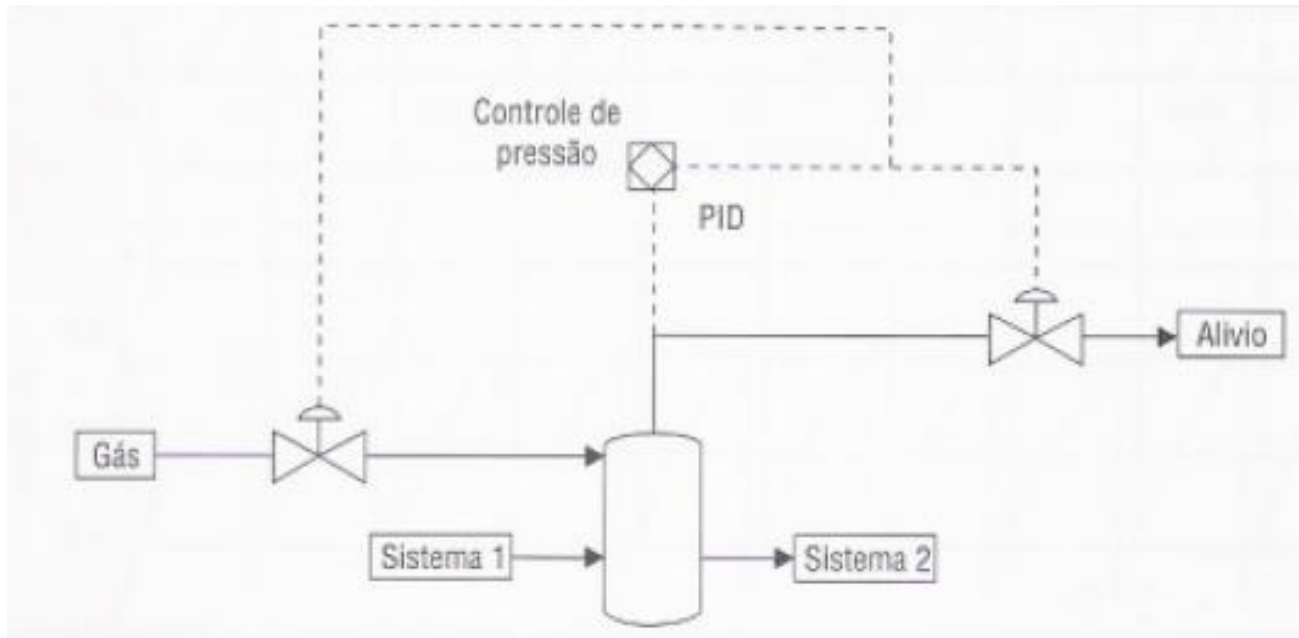 Controle de
pressão
PID
Alivio
Gás
Sistema 1
Sistema 2